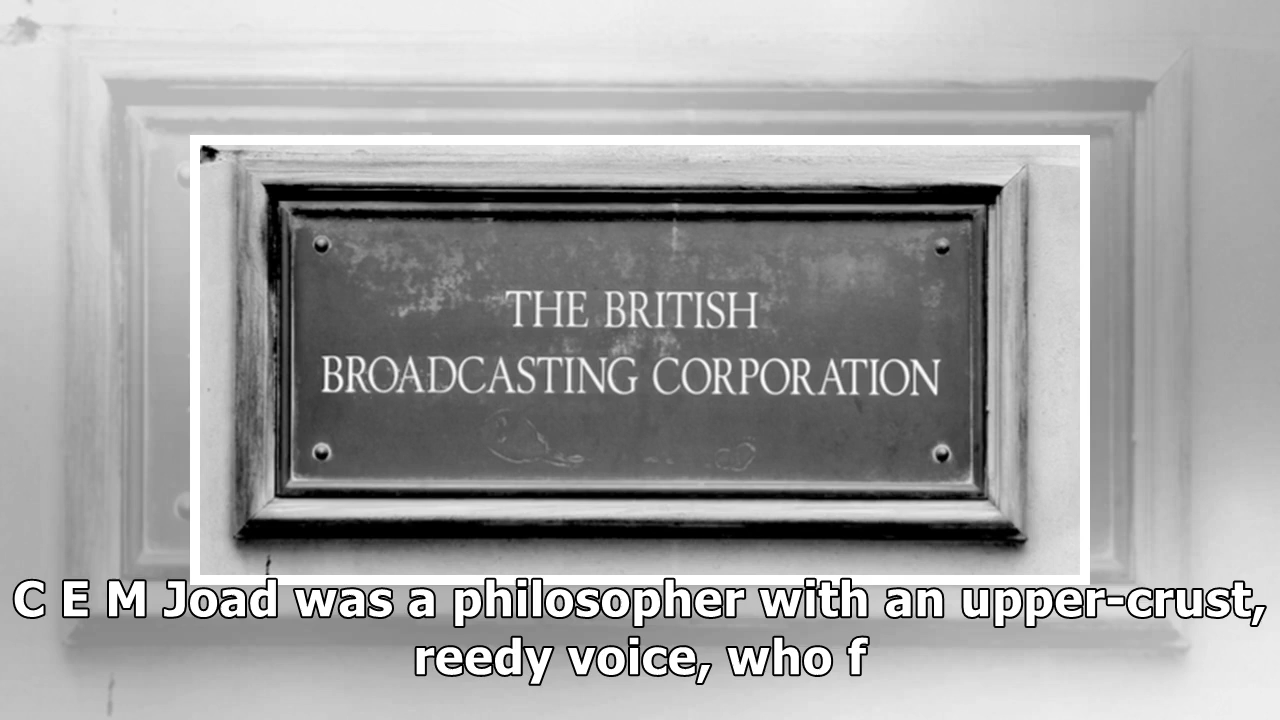 THE BRITISH
BROADCASTING CORPORATION
C E M Joad was a philosopher with an upper-crust,
reedy voice, who f